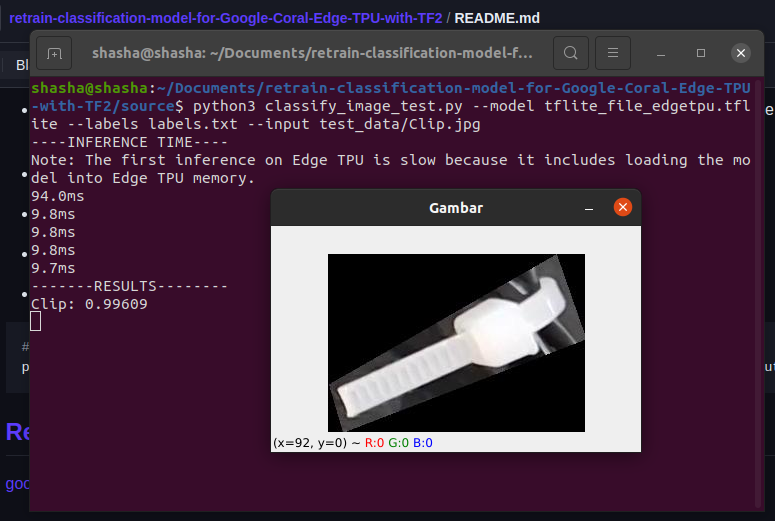 retrain-classification-model-for-Google-Coral-Edge-TPU-with-TF2 / README.md
shasha@shasha: ~/Documents/retrain-classification-model-f...
Bl
shasha@shasha:~/Documents/retrain-classification-model-for-Google-Coral-Edge-TPU
-with-TF2/source$ python3 classify_image_test.py --model tflite_file_edgetpu.tfl
ite --labels labels.txt --input test_data/Clip.jpg
----INFERENCE TIME----
Note: The first inference on Edge TPU is slow because it includes loading the mo
del into Edge TPU memory.
94.0ms
9.8ms
9.8ms
9.8ms
9.7ms
-------RESULTS--------
Clip: 0.99609
Gambar
(x=92, y=0) ~ R:0 G:0 B:0
#
p
Re
goo